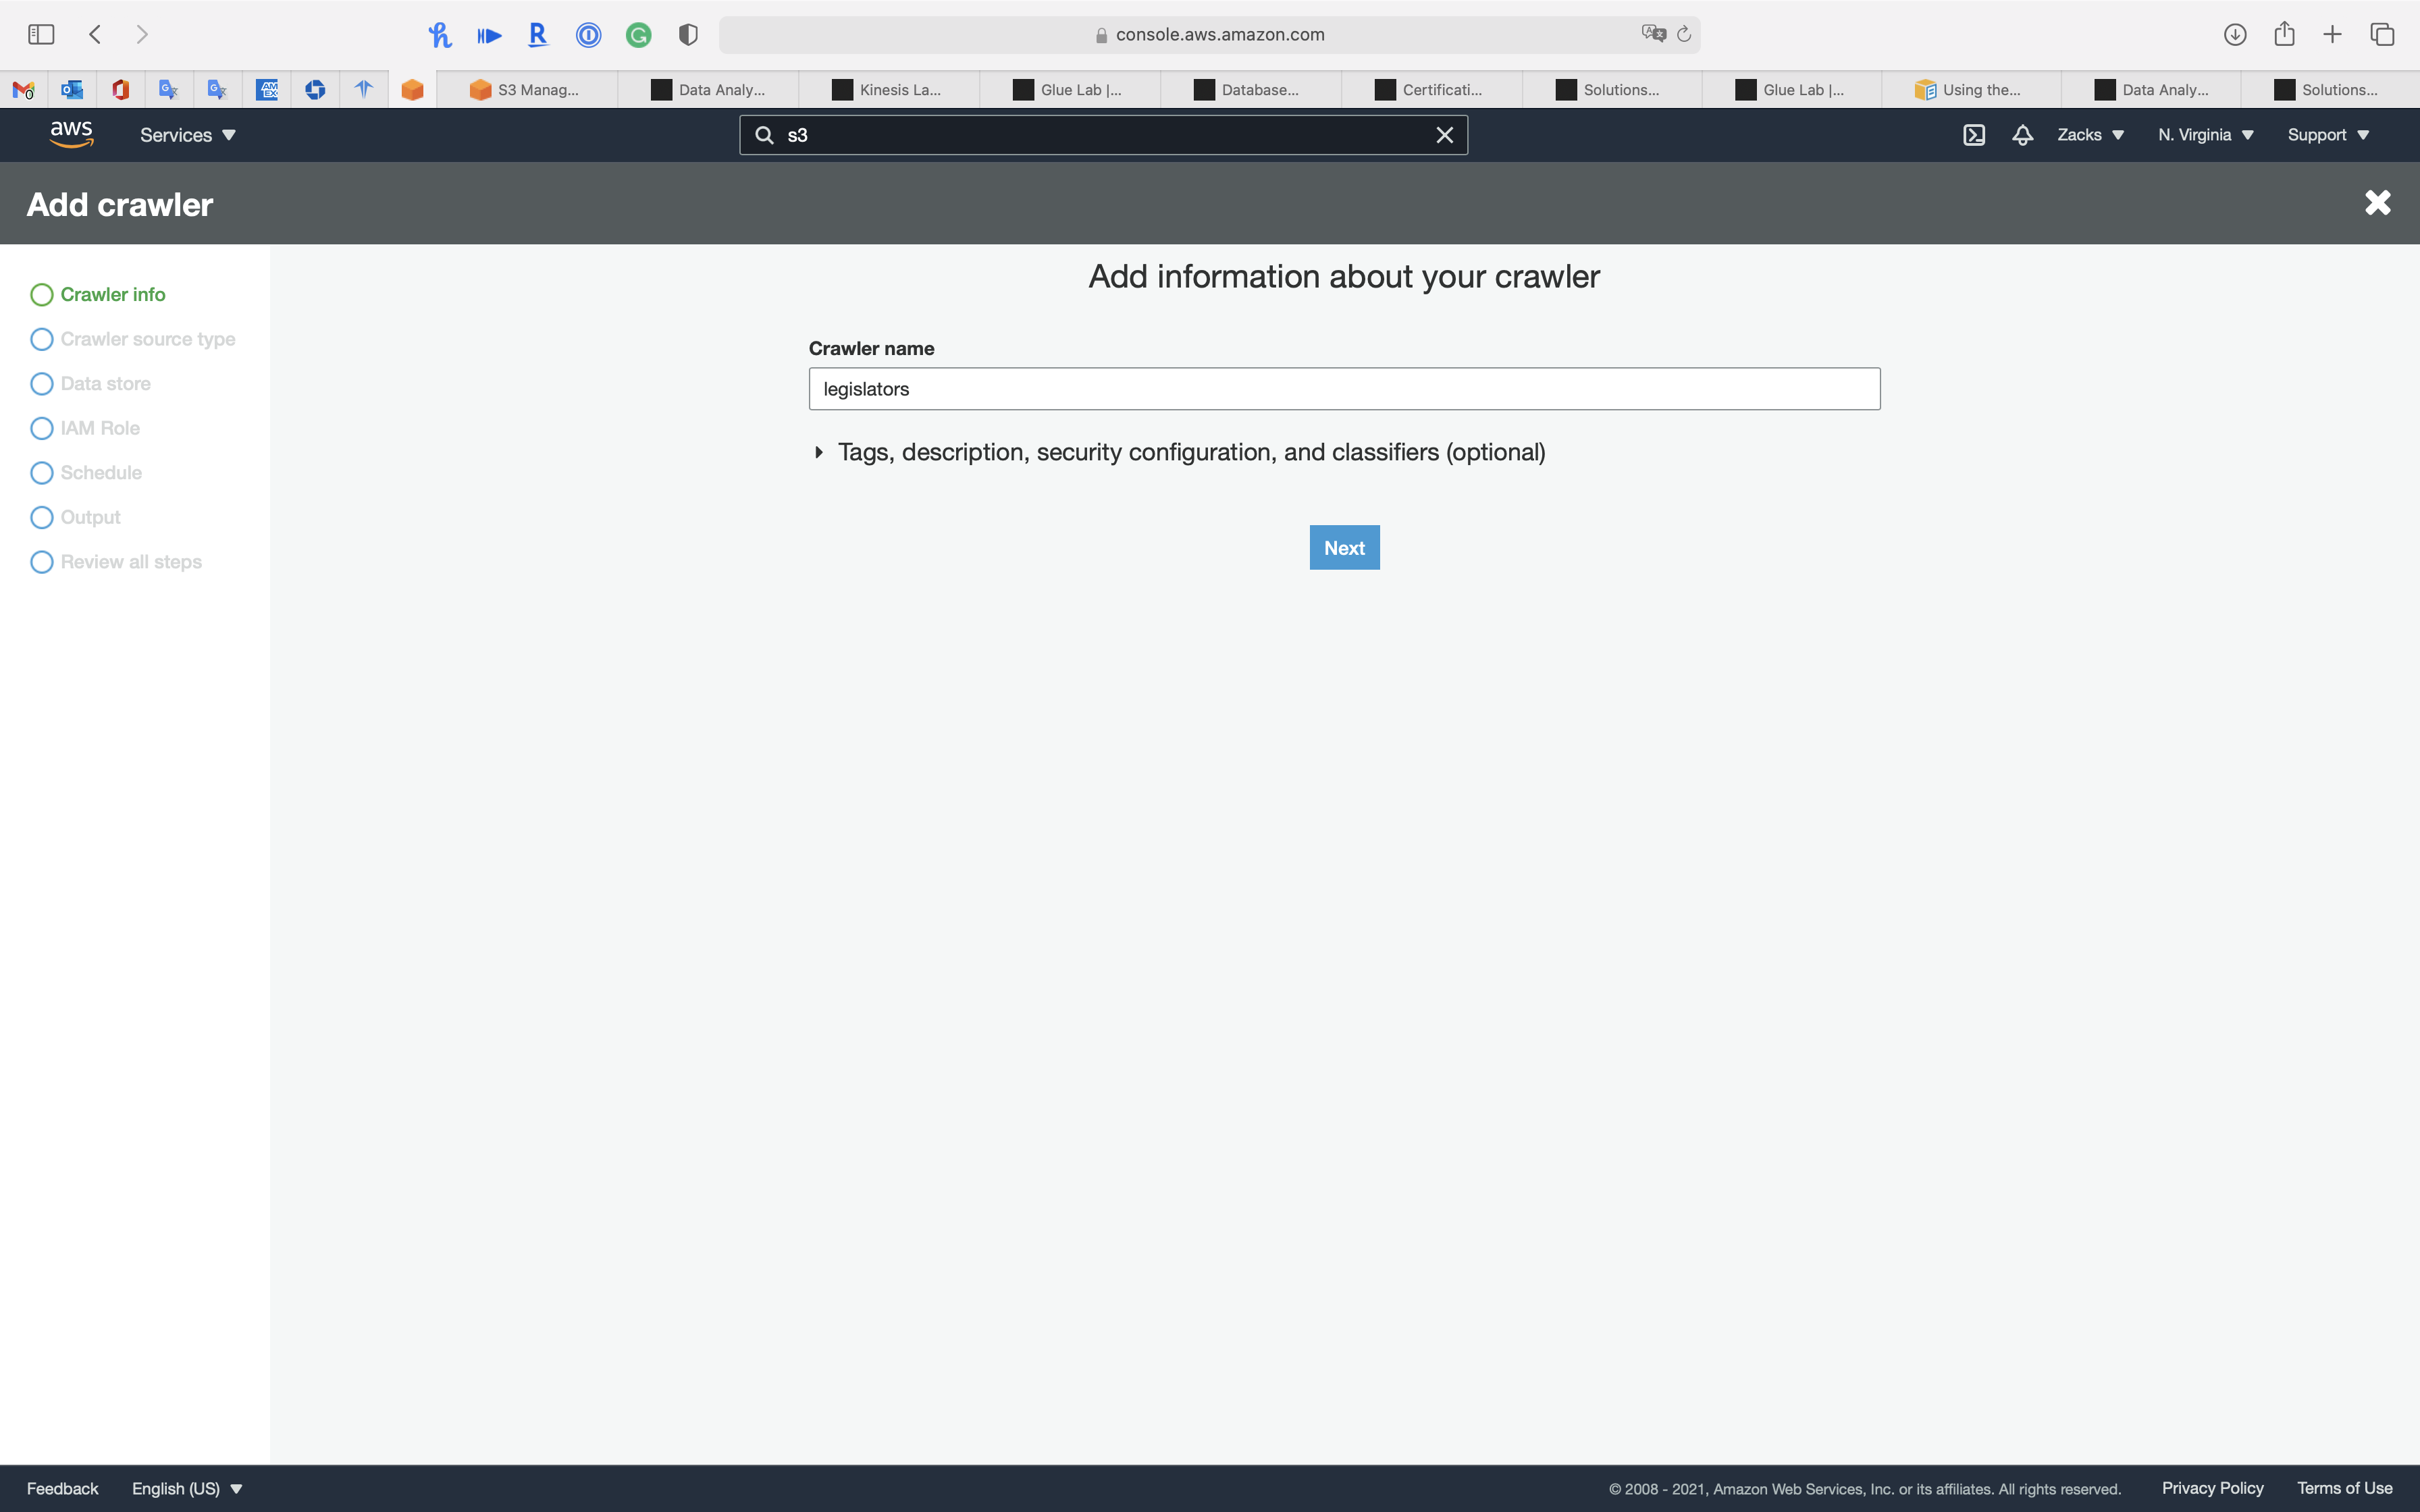 console.aws.amazon.com
S3 Manag...
Data Analy...
Kinesis La...
Glue Lab |...
Database...
Certificati...
Solutions...
Glue Lab |...
Using the...
Data Analy...
Solutions...
aws
Services
s3
Zacks
N. Virginia
Support
Add crawler
Crawler info
Crawler source type
Data store
IAM Role
Schedule
Output
Review all steps
Add information about your crawler
Crawler name
legislators
Tags, description, security configuration, and classifiers (optional)
Next
Feedback
English (US)
© 2008 - 2021, Amazon Web Services, Inc. or its affiliates. All rights reserved.
Privacy Policy
Terms of Use